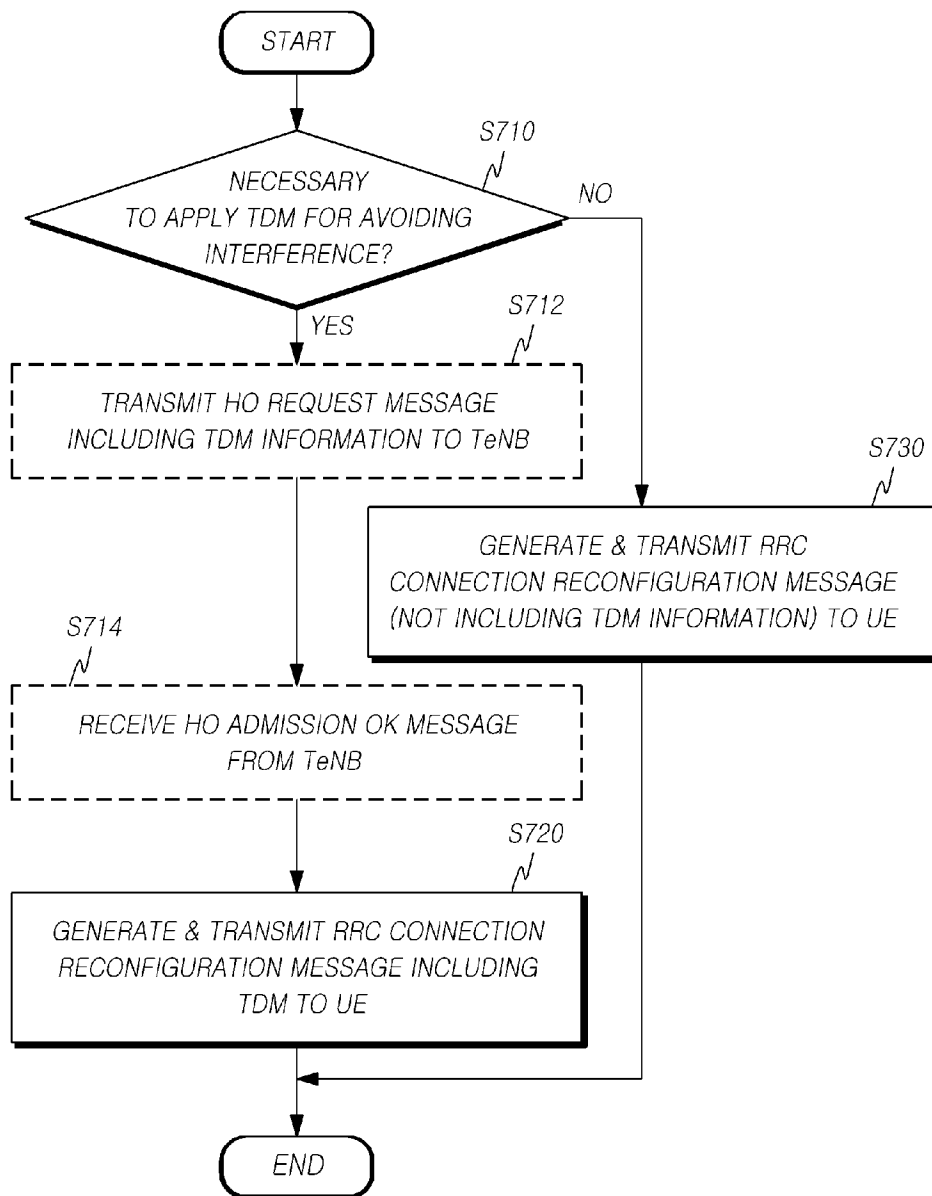 START
S710
NECESSARY
TO APPLY TDM FOR AVOIDING
INTERFERENCE?
NO
YES
S712
TRANSMIT HO REQUEST MESSAGE
INCLUDING TDM INFORMATION TO TeNB
S730
GENERATE & TRANSMIT RRC
CONNECTION RECONFIGURATION MESSAGE
(NOT INCLUDING TDM INFORMATION) TO UE
S714
RECEIVE HO ADMISSION OK MESSAGE
FROM TeNB
S720
GENERATE & TRANSMIT RRC CONNECTION
RECONFIGURATION MESSAGE INCLUDING
TDM TO UE
END